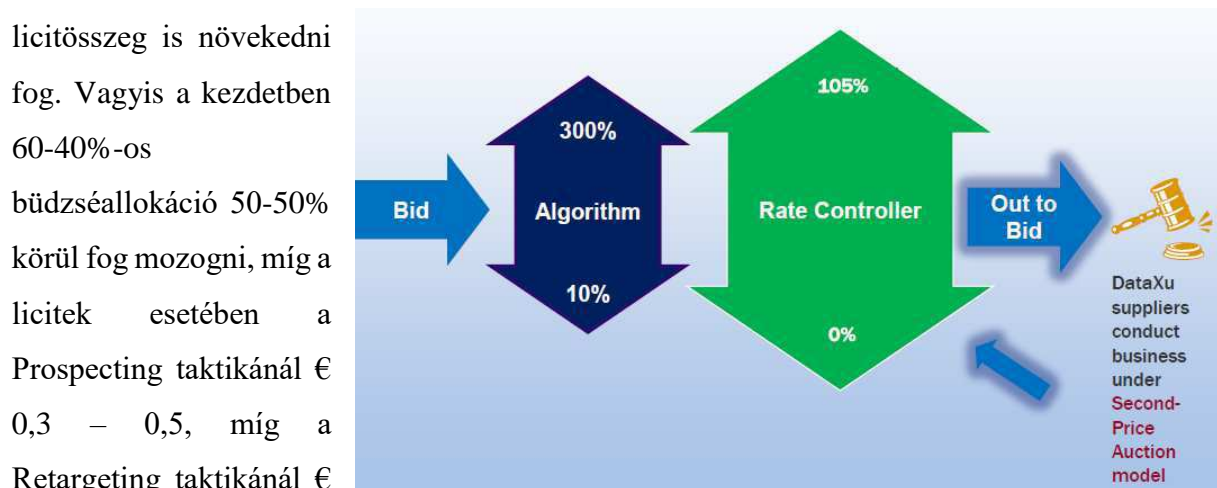 licitösszeg is növekedni
fog. Vagyis a kezdetben
60-40%-os
büdzséallokáció 50-50%
körül fog mozogni, míg a
licitek esetében a
Prospecting taktikánál €
0,3 – 0,5, míg a
Retargeting taktikánál €
Bid
300%
Algorithm
10%
105%
Rate Controller
0%
Out to
Bid
DataXu
suppliers
conduct
business
under
Second-
Price
Auction
model